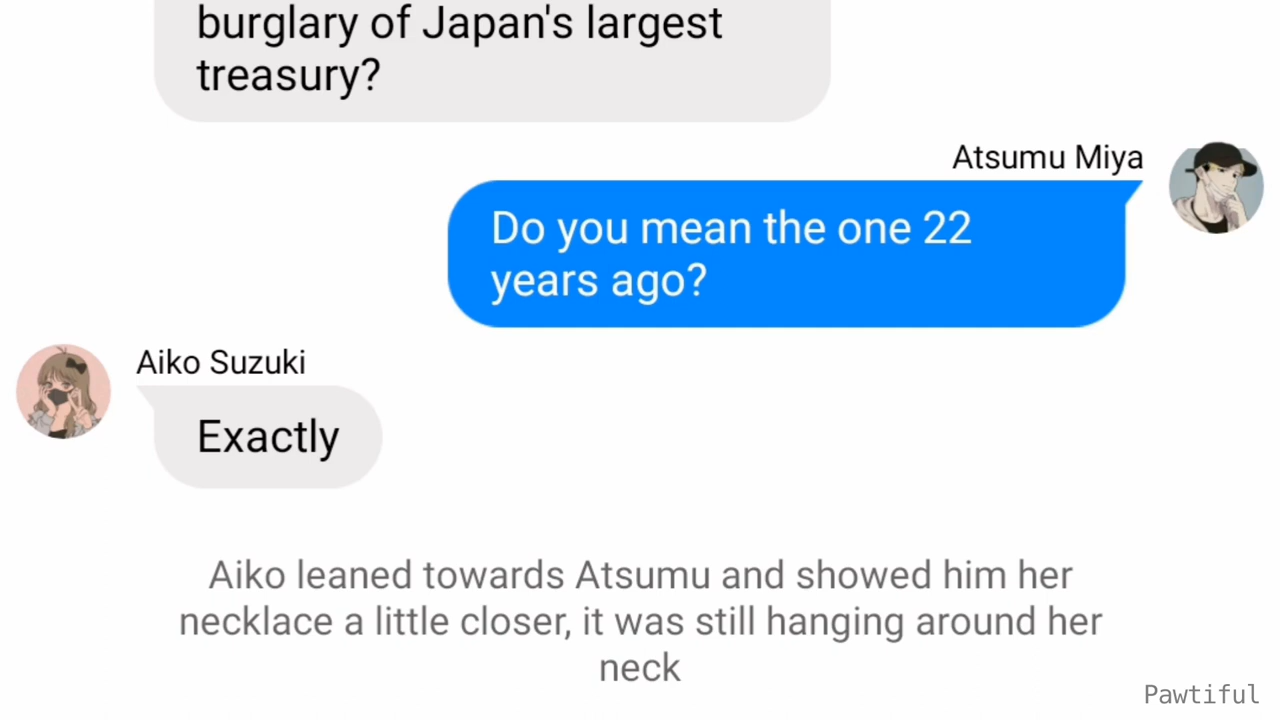 burglary of Japan's largest
treasury?
Atsumu Miya
Do you mean the one 22
years ago?
Aiko Suzuki
Exactly
Aiko leaned towards Atsumu and showed him her
necklace a little closer, it was still hanging around her
neck
Pawtiful